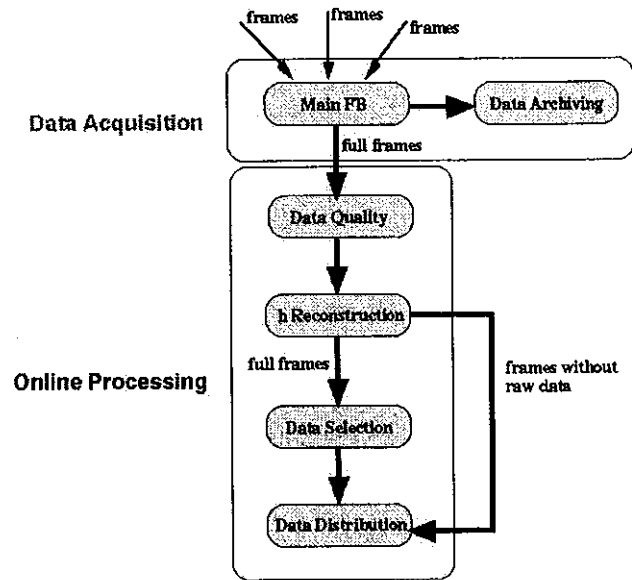 frames
frames
frames
Data Acquisition
Main FB
Data Archiving
full frames
Data Quality
h Reconstruction
full frames
frames without
raw data
Online Processing
Data Selection
Data Distribution